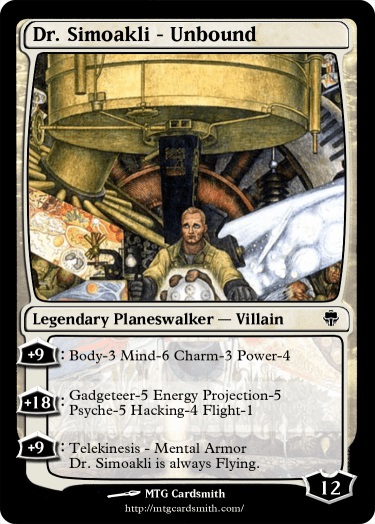 Dr. Simoakli - Unbound
Legendary Planeswalker — Villain
+9 : Body-3 Mind-6 Charm-3 Power-4
+18 : Gadgeteer-5 Energy Projection-5
Psyche-5 Hacking-4 Flight-1
+9 : Telekinesis - Mental Armor
Dr. Simoakli is always Flying.
12
MTG Cardsmith
http://mtgcardsmith.com/